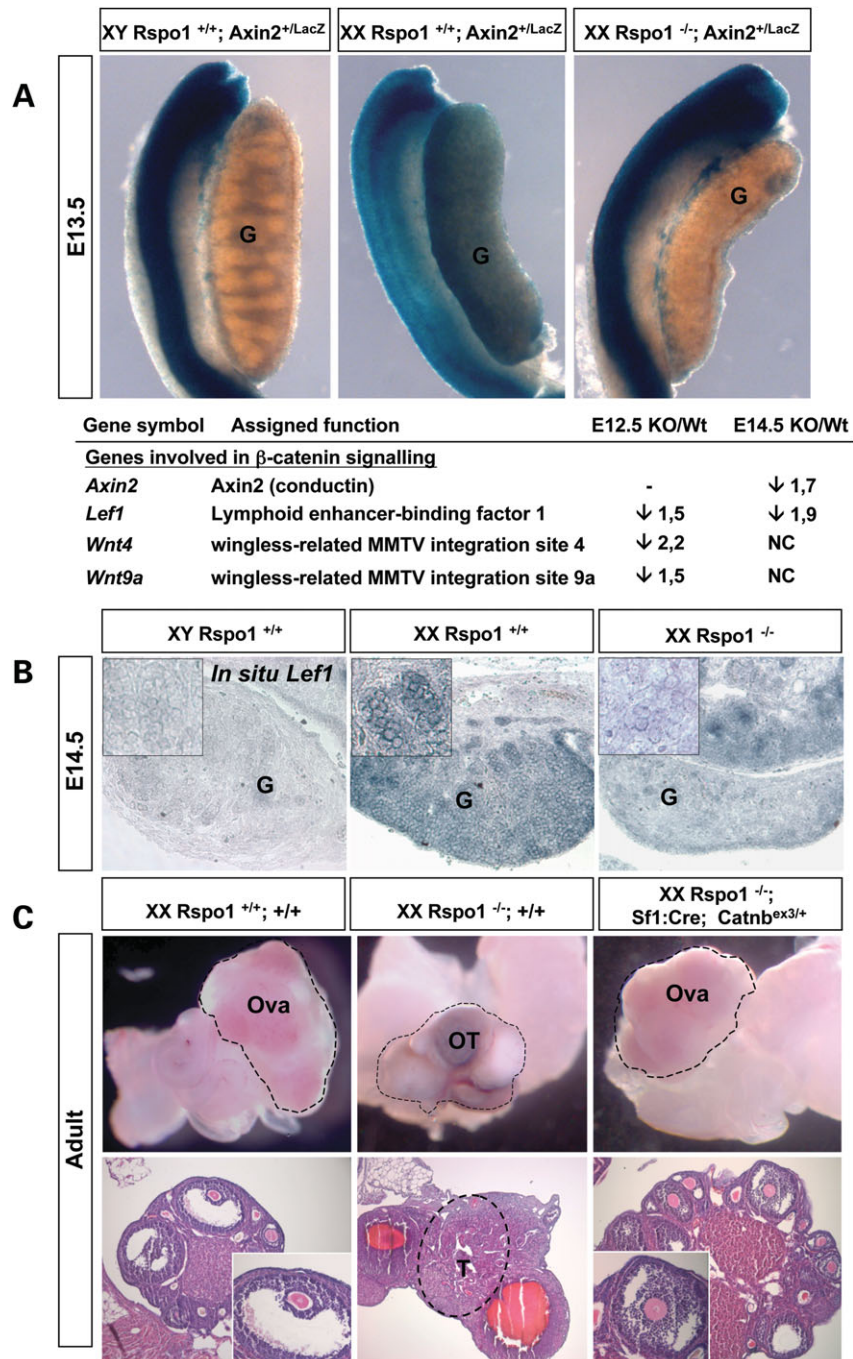 XY Rspo1 +/+; Axin2+/LacZ
XX Rspo1 +/+; Axin2+/LacZ
XX Rspo1 -/-; Axin2+/LacZ
A
E13.5
G
G
G
Gene symbol Assigned function E12.5 KO/Wt E14.5 KO/Wt
Genes involved in β-catenin signalling
Axin2 Axin2 (conductin) - ↓ 1,7
Lef1 Lymphoid enhancer-binding factor 1 ↓ 1,5 ↓ 1,9
Wnt4 wingless-related MMTV integration site 4 ↓ 2,2 NC
Wnt9a wingless-related MMTV integration site 9a ↓ 1,5 NC
B
XY Rspo1 +/+
XX Rspo1 +/+
XX Rspo1 -/-
E14.5
In situ Lef1
G
G
G
C
XX Rspo1 +/+; +/+
XX Rspo1 -/-; +/+
XX Rspo1 -/-;
Sf1:Cre; Catnbex3/+
Adult
Ova
OT
Ova
T